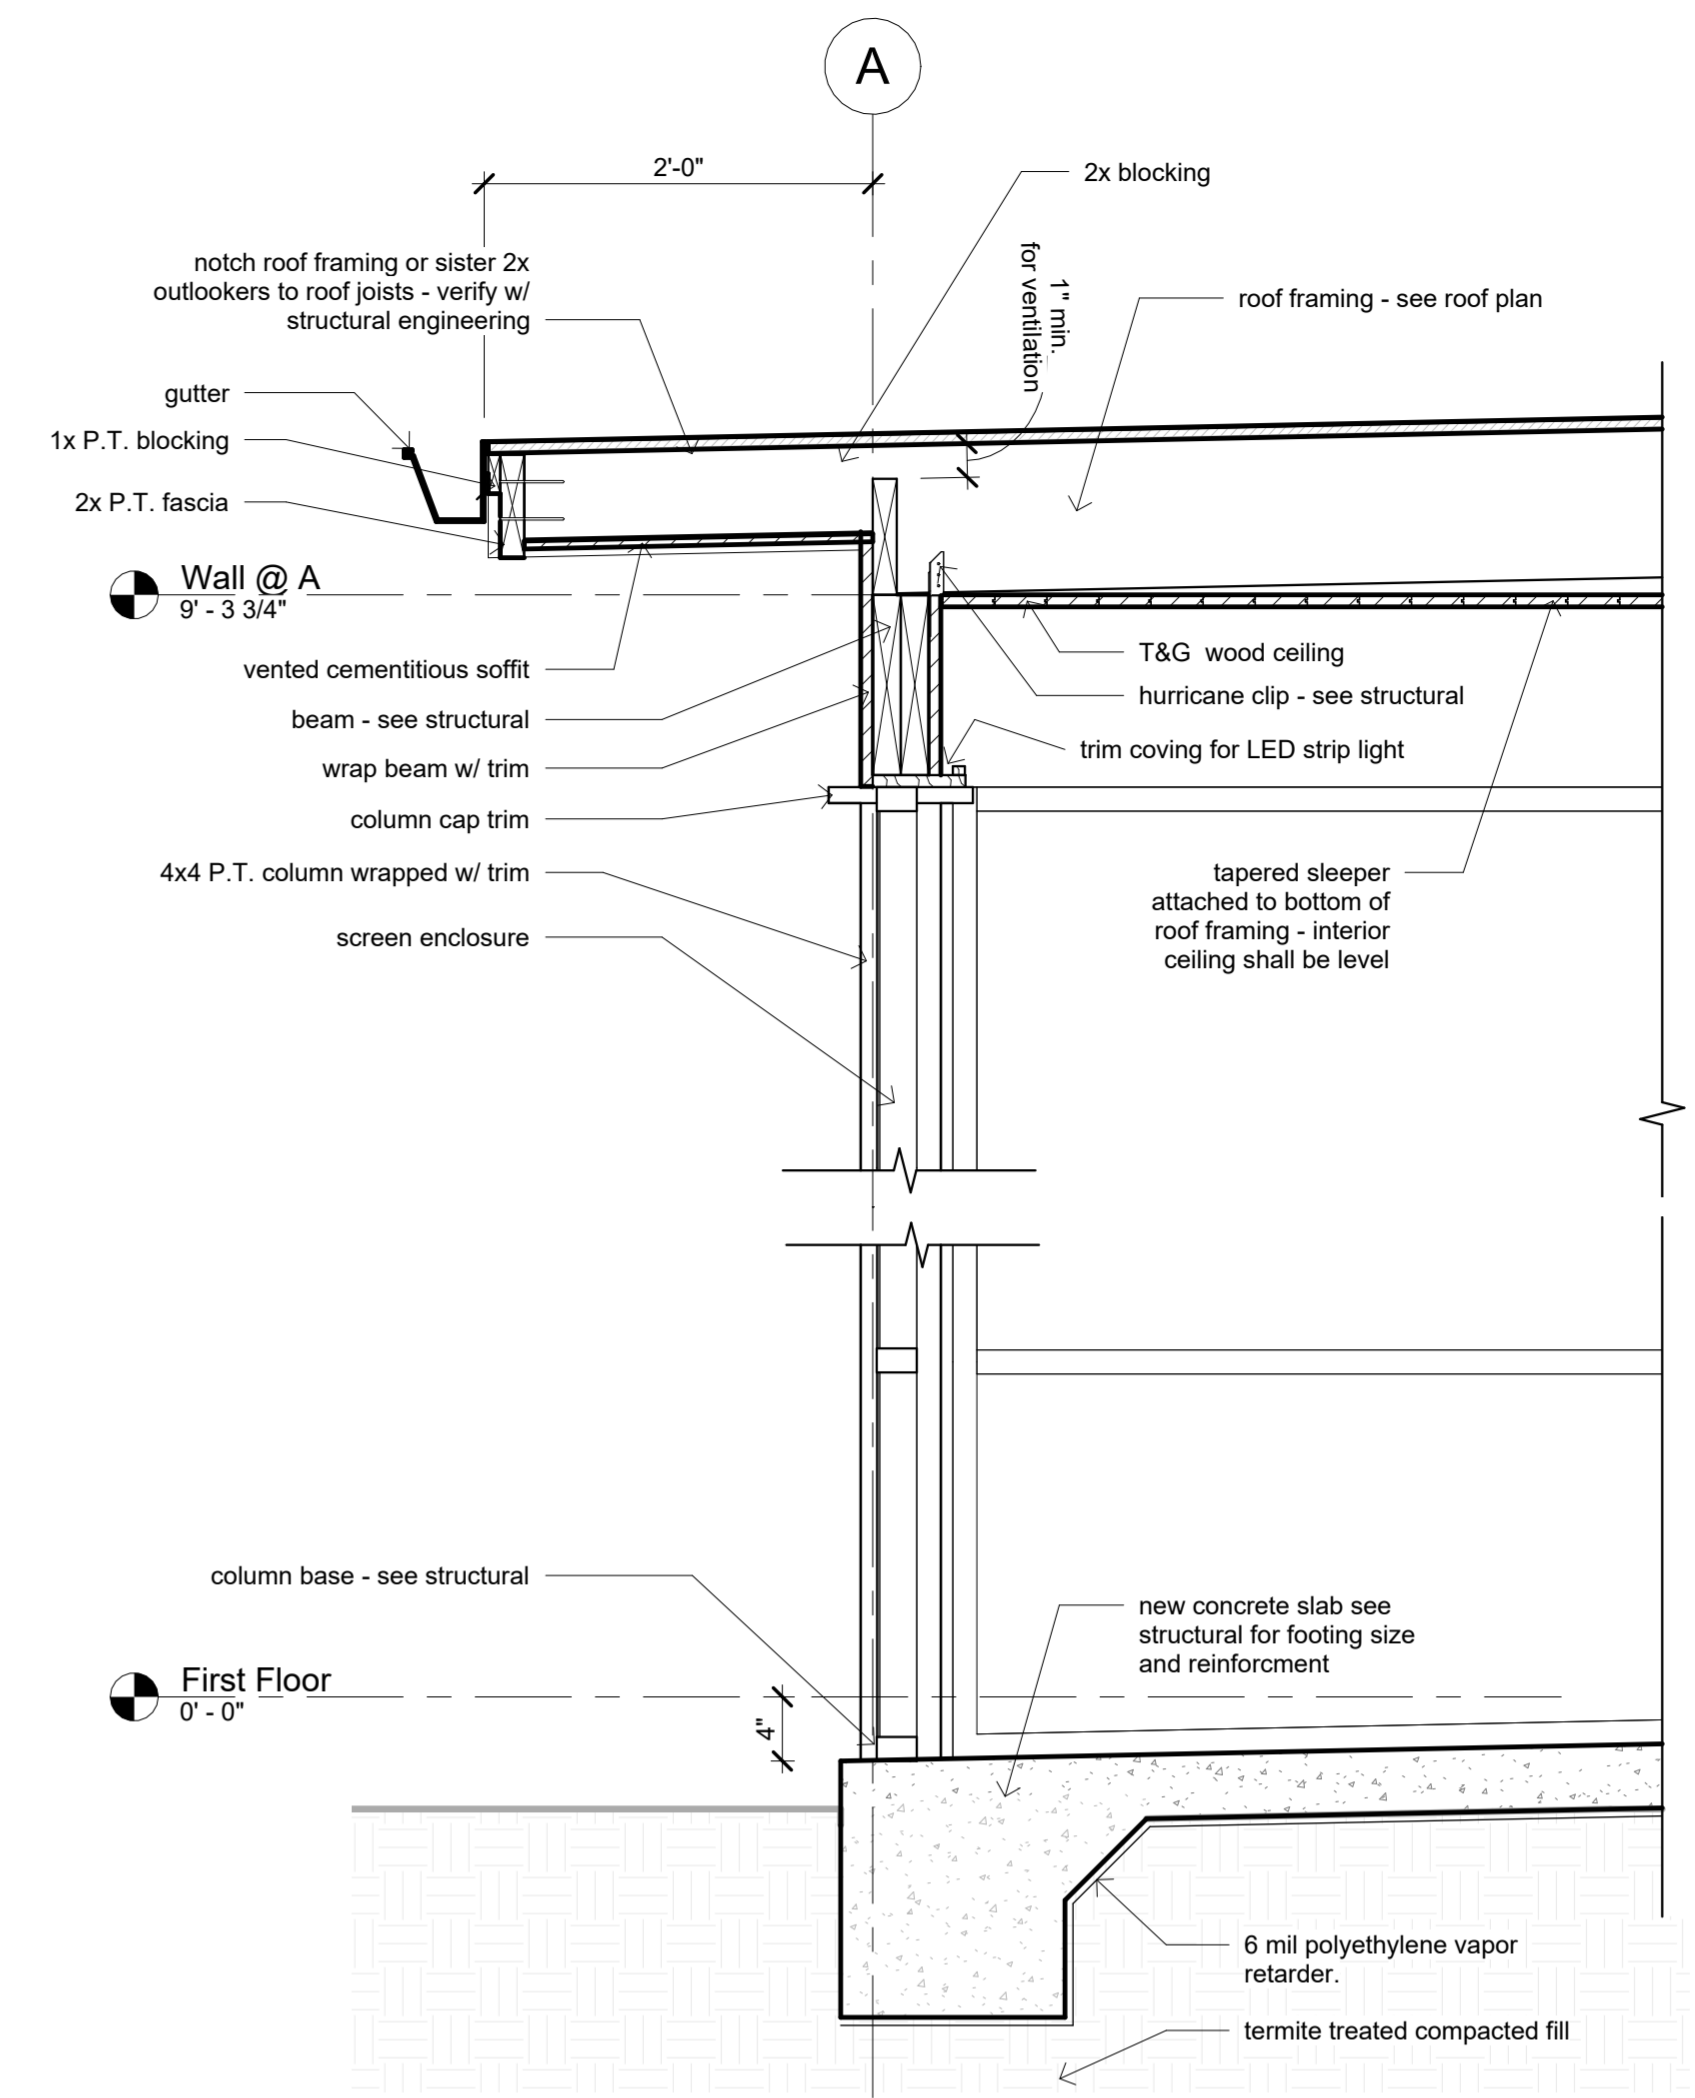 A
2'-0"
2x blocking
notch roof framing or sister 2x
outlookers to roof joists - verify w/
structural engineering
1" min.
for ventilation
roof framing - see roof plan
gutter
1x P.T. blocking
2x P.T. fascia
Wall @ A
9' - 3 3/4"
vented cementitious soffit
beam - see structural
wrap beam w/ trim
column cap trim
4x4 P.T. column wrapped w/ trim
screen enclosure
T&G wood ceiling
hurricane clip - see structural
trim coving for LED strip light
tapered sleeper
attached to bottom of
roof framing - interior
ceiling shall be level
column base - see structural
new concrete slab see
structural for footing size
and reinforcment
First Floor
0' - 0"
4"
6 mil polyethylene vapor
retarder.
termite treated compacted fill